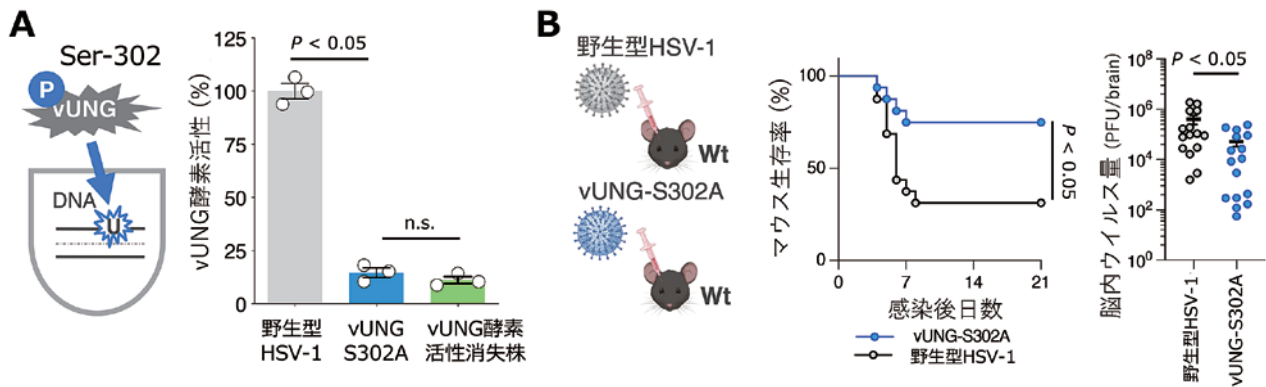 A
Ser-302
P
vUNG
DNA
U
vUNG酵素活性 (%)
125
100
75
50
25
0
P < 0.05
n.s.
野生型
HSV-1
vUNG
S302A
vUNG酵素
活性消失株
B
野生型HSV-1
Wt
vUNG-S302A
Wt
マウス生存率 (%)
100
50
0
0
7
14
21
感染後日数
P < 0.05
vUNG-S302A
野生型HSV-1
脳内ウイルス量 (PFU/brain)
10⁸
10⁶
10⁴
10²
10⁰
P < 0.05
野生型HSV-1
vUNG-S302A